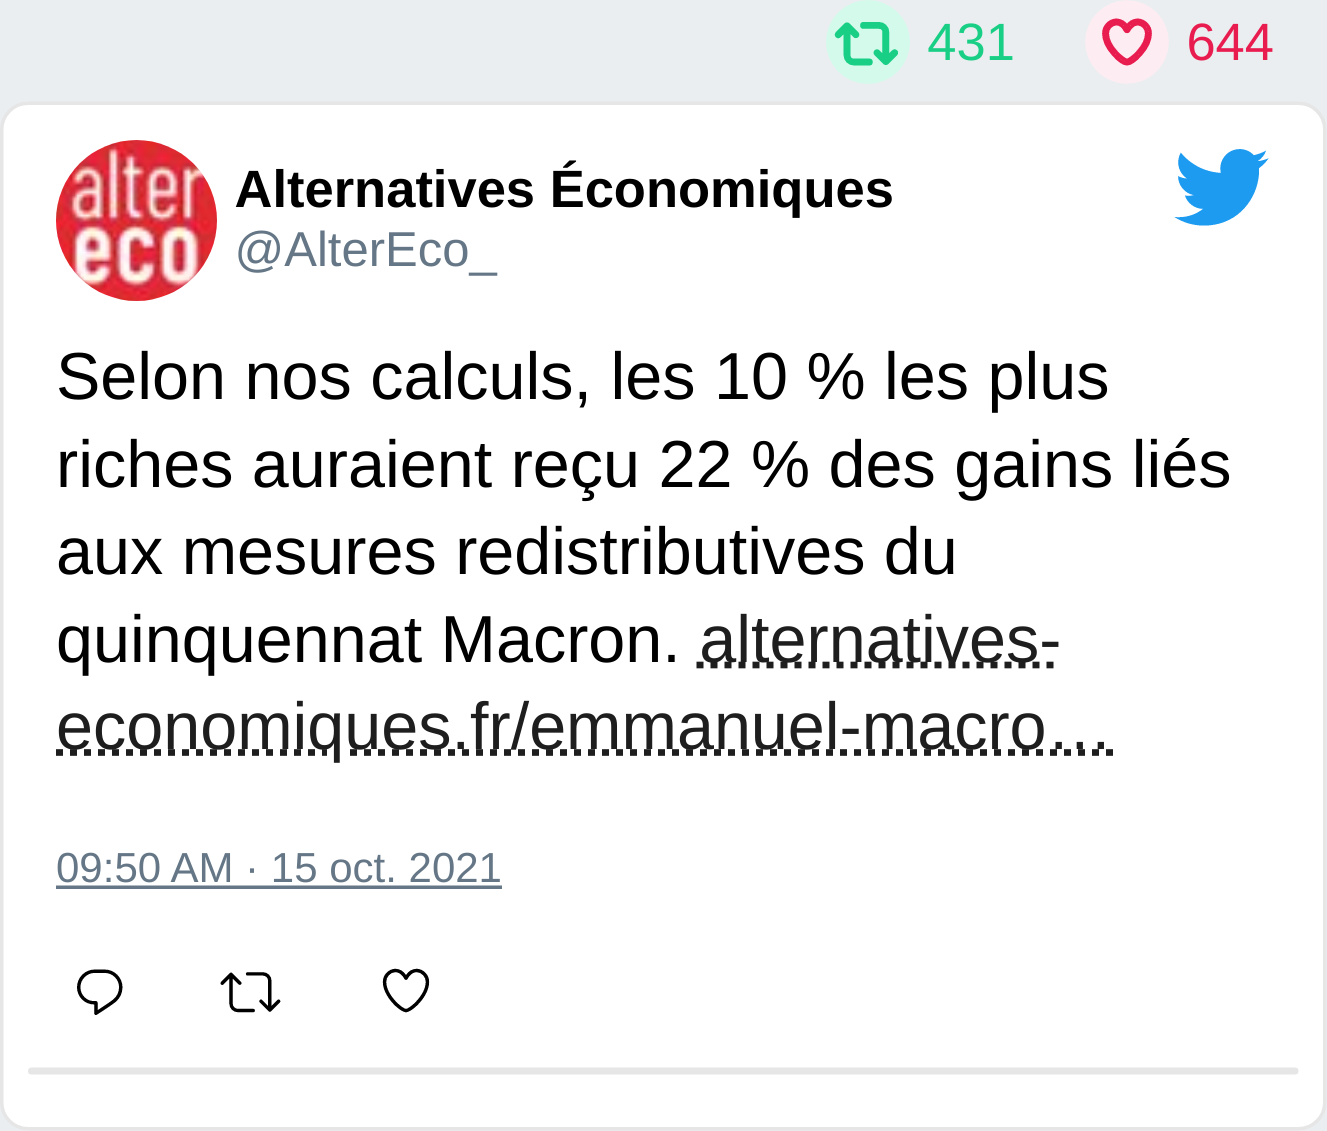 431 644
alter
eco
Alternatives Économiques
@AlterEco_
Selon nos calculs, les 10 % les plus
riches auraient reçu 22 % des gains liés
aux mesures redistributives du
quinquennat Macron. alternatives-
economiques.fr/emmanuel-macro…
09:50 AM · 15 oct. 2021